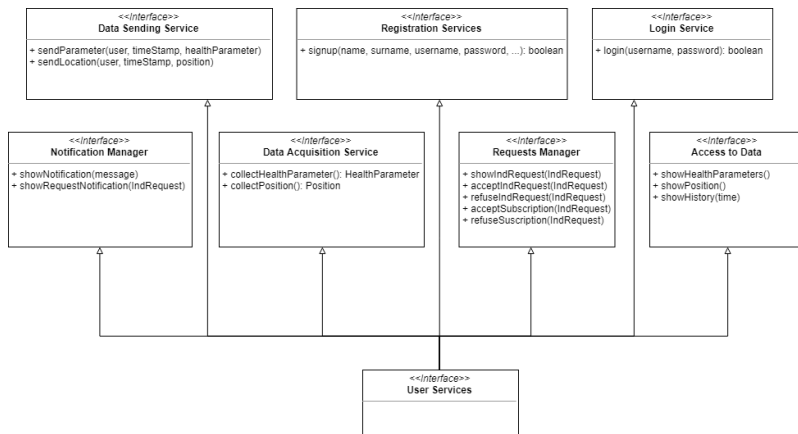 <<Interface>>
Data Sending Service
+ sendParameter(user, timeStamp, healthParameter)
+ sendLocation(user, timeStamp, position)
<<Interface>>
Registration Services
+ signup(name, surname, username, password, ...): boolean
<<Interface>>
Login Service
+ login(username, password): boolean
<<Interface>>
Notification Manager
+ showNotification(message)
+ showRequestNotification(IndRequest)
<<Interface>>
Data Acquisition Service
+ collectHealthParameter(): HealthParameter
+ collectPosition(): Position
<<Interface>>
Requests Manager
+ showIndRequest(IndRequest)
+ acceptIndRequest(IndRequest)
+ refuseIndRequest(IndRequest)
+ acceptSubscription(IndRequest)
+ refuseSuscription(IndRequest)
<<Interface>>
Access to Data
+ showHealthParameters()
+ showPosition()
+ showHistory(time)
<<Interface>>
User Services